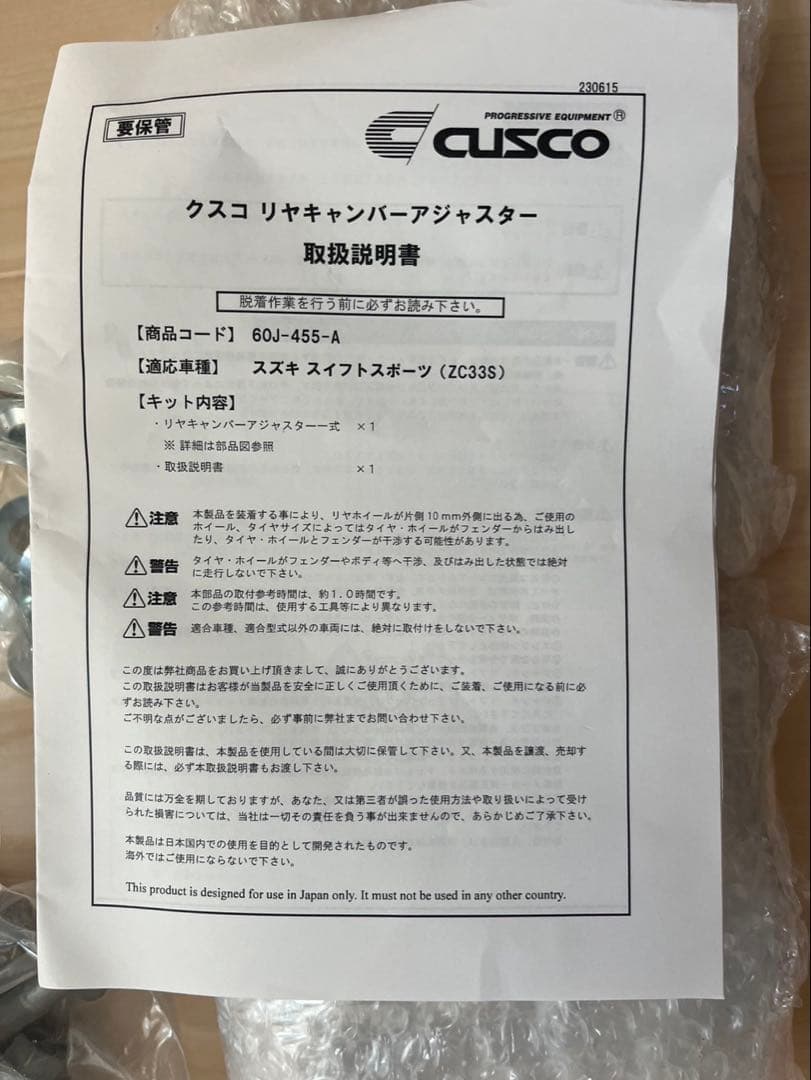 230615
要保管
PROGRESSIVE EQUIPMENT®
CUSCO
クスコ リヤキャンバーアジャスター
取扱説明書
脱着作業を行う前に必ずお読み下さい。
【商品コード】 60J-455-A
【適応車種】 スズキ スイフトスポーツ（ZC33S）
【キット内容】
・リヤキャンバーアジャスター一式 ×1
※ 詳細は部品図参照
・取扱説明書 ×1
⚠注意 本製品を装着する事により、リヤホイールが片側10mm外側に出る為、ご使用の
ホイール、タイヤサイズによってはタイヤ・ホイールがフェンダーからはみ出し
たり、タイヤ・ホイールとフェンダーが干渉する可能性があります。
⚠警告 タイヤ・ホイールがフェンダーやボディ等へ干渉、及びはみ出した状態では絶対
に走行しないで下さい。
⚠注意 本部品の取付参考時間は、約1.0時間です。
この参考時間は、使用する工具等により異なります。
⚠警告 適合車種、適合型式以外の車両には、絶対に取付けをしないで下さい。
この度は弊社商品をお買い上げ頂きまして、誠にありがとうございます。
この取扱説明書はお客様が当製品を安全に正しくご使用頂くために、ご装着、ご使用になる前に必
ずお読み下さい。
ご不明な点がございましたら、必ず事前に弊社までお問い合わせ下さい。
この取扱説明書は、本製品を使用している間は大切に保管して下さい。又、本製品を譲渡、売却す
る際には、必ず本取扱説明書もお渡し下さい。
品質には万全を期しておりますが、あなた、又は第三者が誤った使用方法や取り扱いによって受け
られた損害については、当社は一切その責任を負う事が出来ませんので、あらかじめご了承下さい。
本製品は日本国内での使用を目的として開発されたものです。
海外ではご使用にならないで下さい。
This product is designed for use in Japan only. It must not be used in any other country.